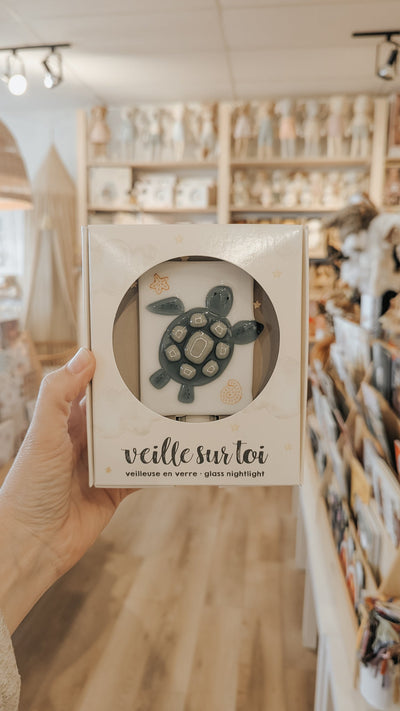 veille sur toi
veilleuse en verre · glass nightlight